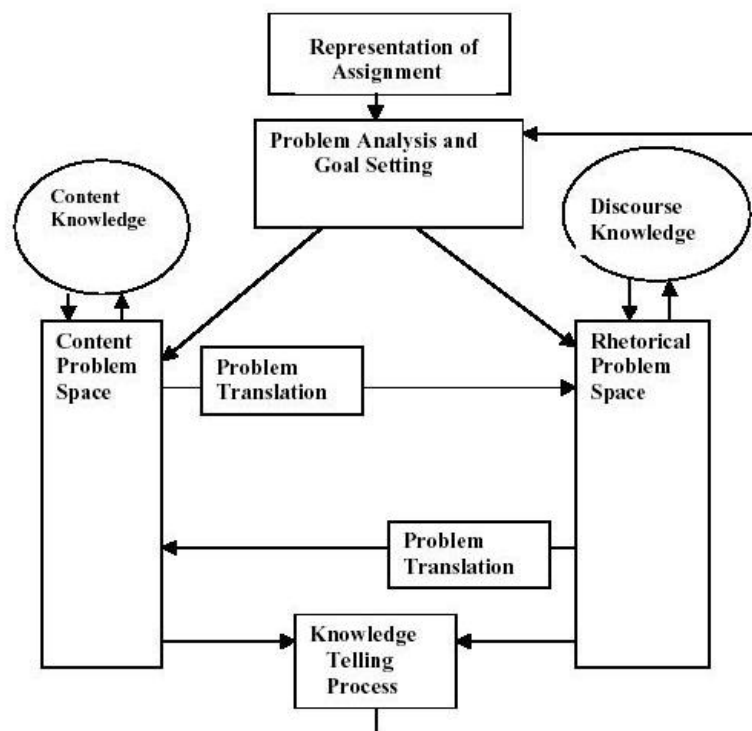 Representation of
Assignment
Problem Analysis and
Goal Setting
Content
Knowledge
Discourse
Knowledge
Content
Problem
Space
Problem
Translation
Rhetorical
Problem
Space
Problem
Translation
Knowledge
Telling
Process